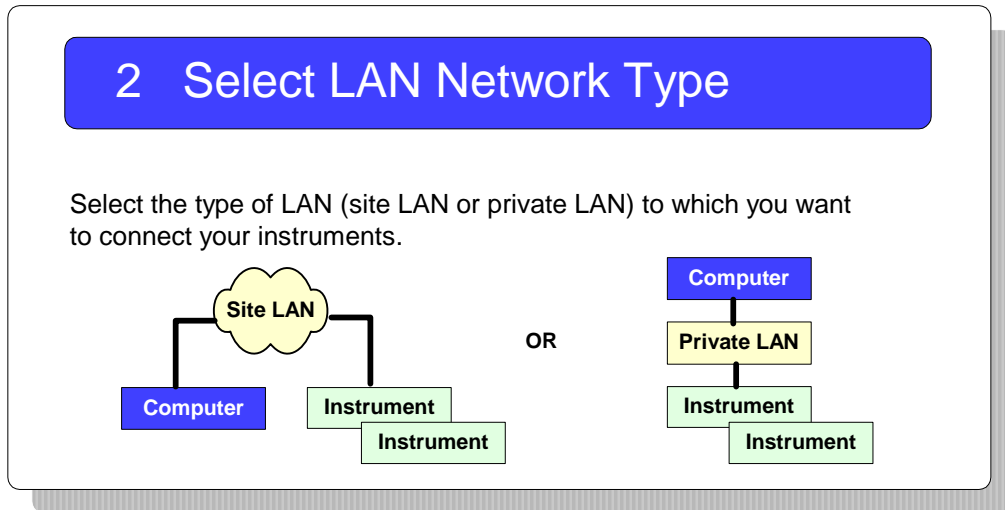 2 Select LAN Network Type
Select the type of LAN (site LAN or private LAN) to which you want
to connect your instruments.
Site LAN
Computer
Instrument
Instrument
OR
Computer
Private LAN
Instrument
Instrument